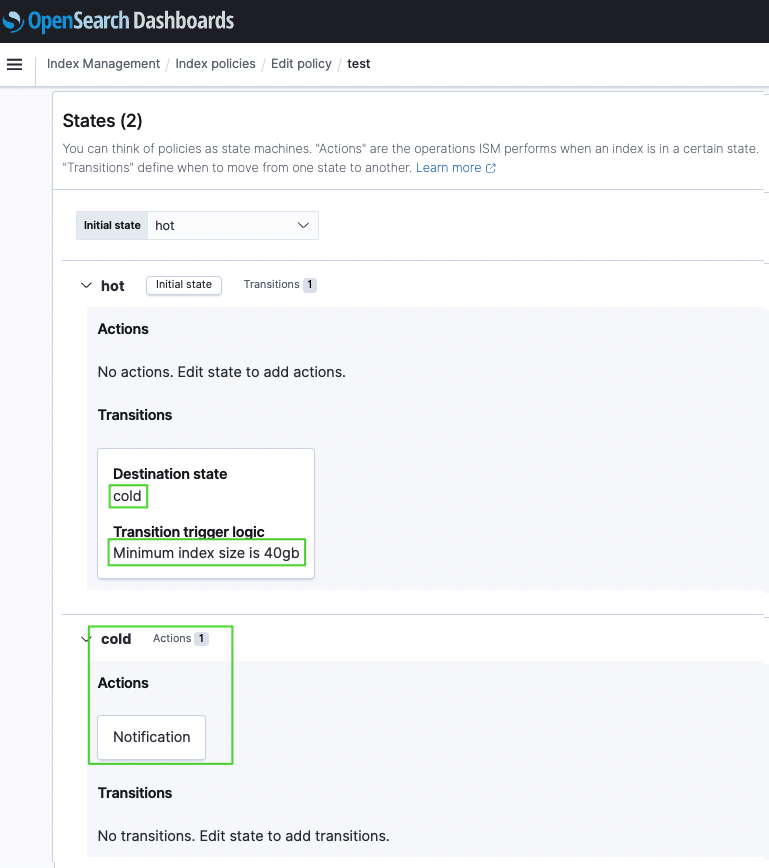 OpenSearch Dashboards
Index Management / Index policies / Edit policy / test
States (2)
You can think of policies as state machines. "Actions" are the operations ISM performs when an index is in a certain state.
"Transitions" define when to move from one state to another. Learn more
Initial state hot
hot Initial state Transitions 1
Actions
No actions. Edit state to add actions.
Transitions
Destination state
cold
Transition trigger logic
Minimum index size is 40gb
cold Actions 1
Actions
Notification
Transitions
No transitions. Edit state to add transitions.